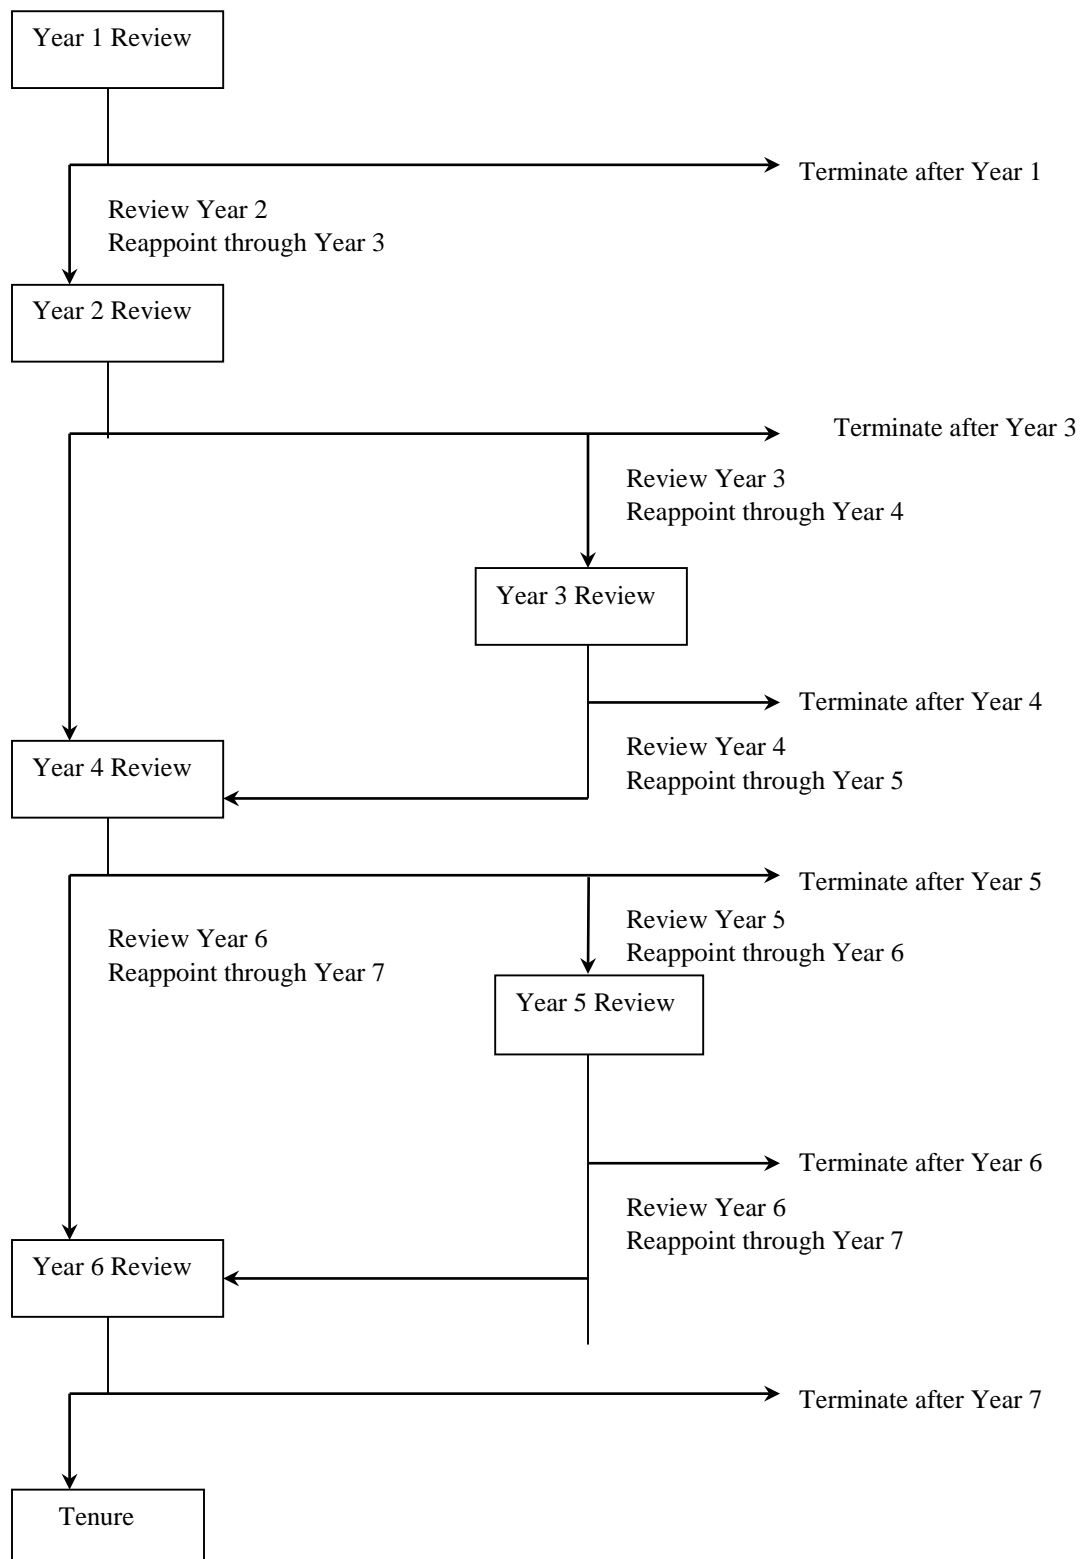 Year 1 Review
Terminate after Year 1
Review Year 2
Reappoint through Year 3
Year 2 Review
Terminate after Year 3
Review Year 3
Reappoint through Year 4
Year 3 Review
Terminate after Year 4
Review Year 4
Reappoint through Year 5
Year 4 Review
Terminate after Year 5
Review Year 5
Reappoint through Year 6
Review Year 6
Reappoint through Year 7
Year 5 Review
Terminate after Year 6
Review Year 6
Reappoint through Year 7
Year 6 Review
Terminate after Year 7
Tenure